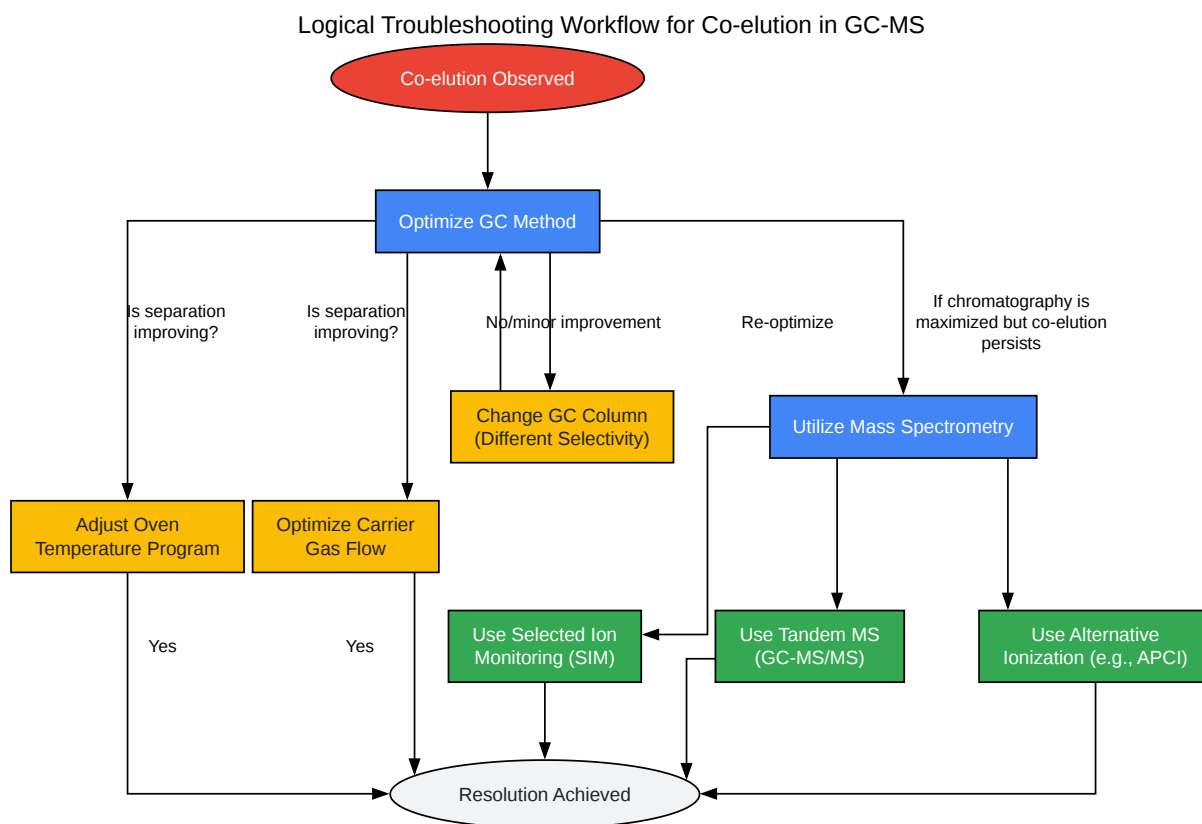 Logical Troubleshooting Workflow for Co-elution in GC-MS
Co-elution Observed
Optimize GC Method
Is separation
improving?
Is separation
improving?
No/minor improvement
Re-optimize
If chromatography is
maximized but co-elution
persists
Change GC Column
(Different Selectivity)
Utilize Mass Spectrometry
Adjust Oven
Temperature Program
Optimize Carrier
Gas Flow
Yes
Yes
Use Selected Ion
Monitoring (SIM)
Use Tandem MS
(GC-MS/MS)
Use Alternative
Ionization (e.g., APCI)
Resolution Achieved